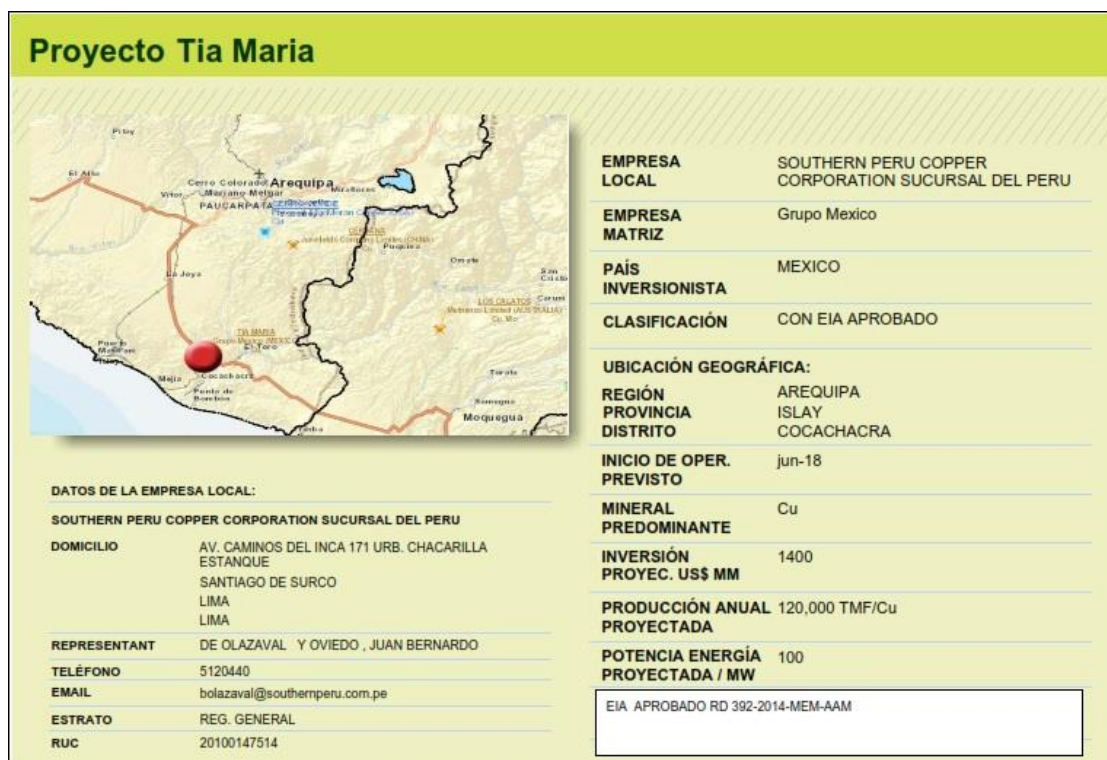 Proyecto Tia Maria
Pitay
El Alto
Vitor
Cerro Colorado Arequipa
Mariano Melgar
Miraflores
PAUCARPATA
Puquina
Omate
La Joya
LOS CALATOS
TIA MARIA
Grupo Mexico (MEXICO)
El Toro
Mejia
Cocachacra
Punta de
Bombon
Tarata
Samegua
Moquegua
EMPRESA LOCAL SOUTHERN PERU COPPER
CORPORATION SUCURSAL DEL PERU
EMPRESA MATRIZ Grupo Mexico
PAÍS INVERSIONISTA MEXICO
CLASIFICACIÓN CON EIA APROBADO
UBICACIÓN GEOGRÁFICA:
REGIÓN AREQUIPA
PROVINCIA ISLAY
DISTRITO COCACHACRA
INICIO DE OPER. PREVISTO jun-18
MINERAL PREDOMINANTE Cu
INVERSIÓN PROYEC. US$ MM 1400
PRODUCCIÓN ANUAL PROYECTADA 120,000 TMF/Cu
POTENCIA ENERGÍA PROYECTADA / MW 100
EIA APROBADO RD 392-2014-MEM-AAM
DATOS DE LA EMPRESA LOCAL:
SOUTHERN PERU COPPER CORPORATION SUCURSAL DEL PERU
DOMICILIO AV. CAMINOS DEL INCA 171 URB. CHACARILLA
ESTANQUE
SANTIAGO DE SURCO
LIMA
LIMA
REPRESENTANT DE OLAZAVAL Y OVIEDO , JUAN BERNARDO
TELÉFONO 5120440
EMAIL bolazaval@southernperu.com.pe
ESTRATO REG. GENERAL
RUC 20100147514